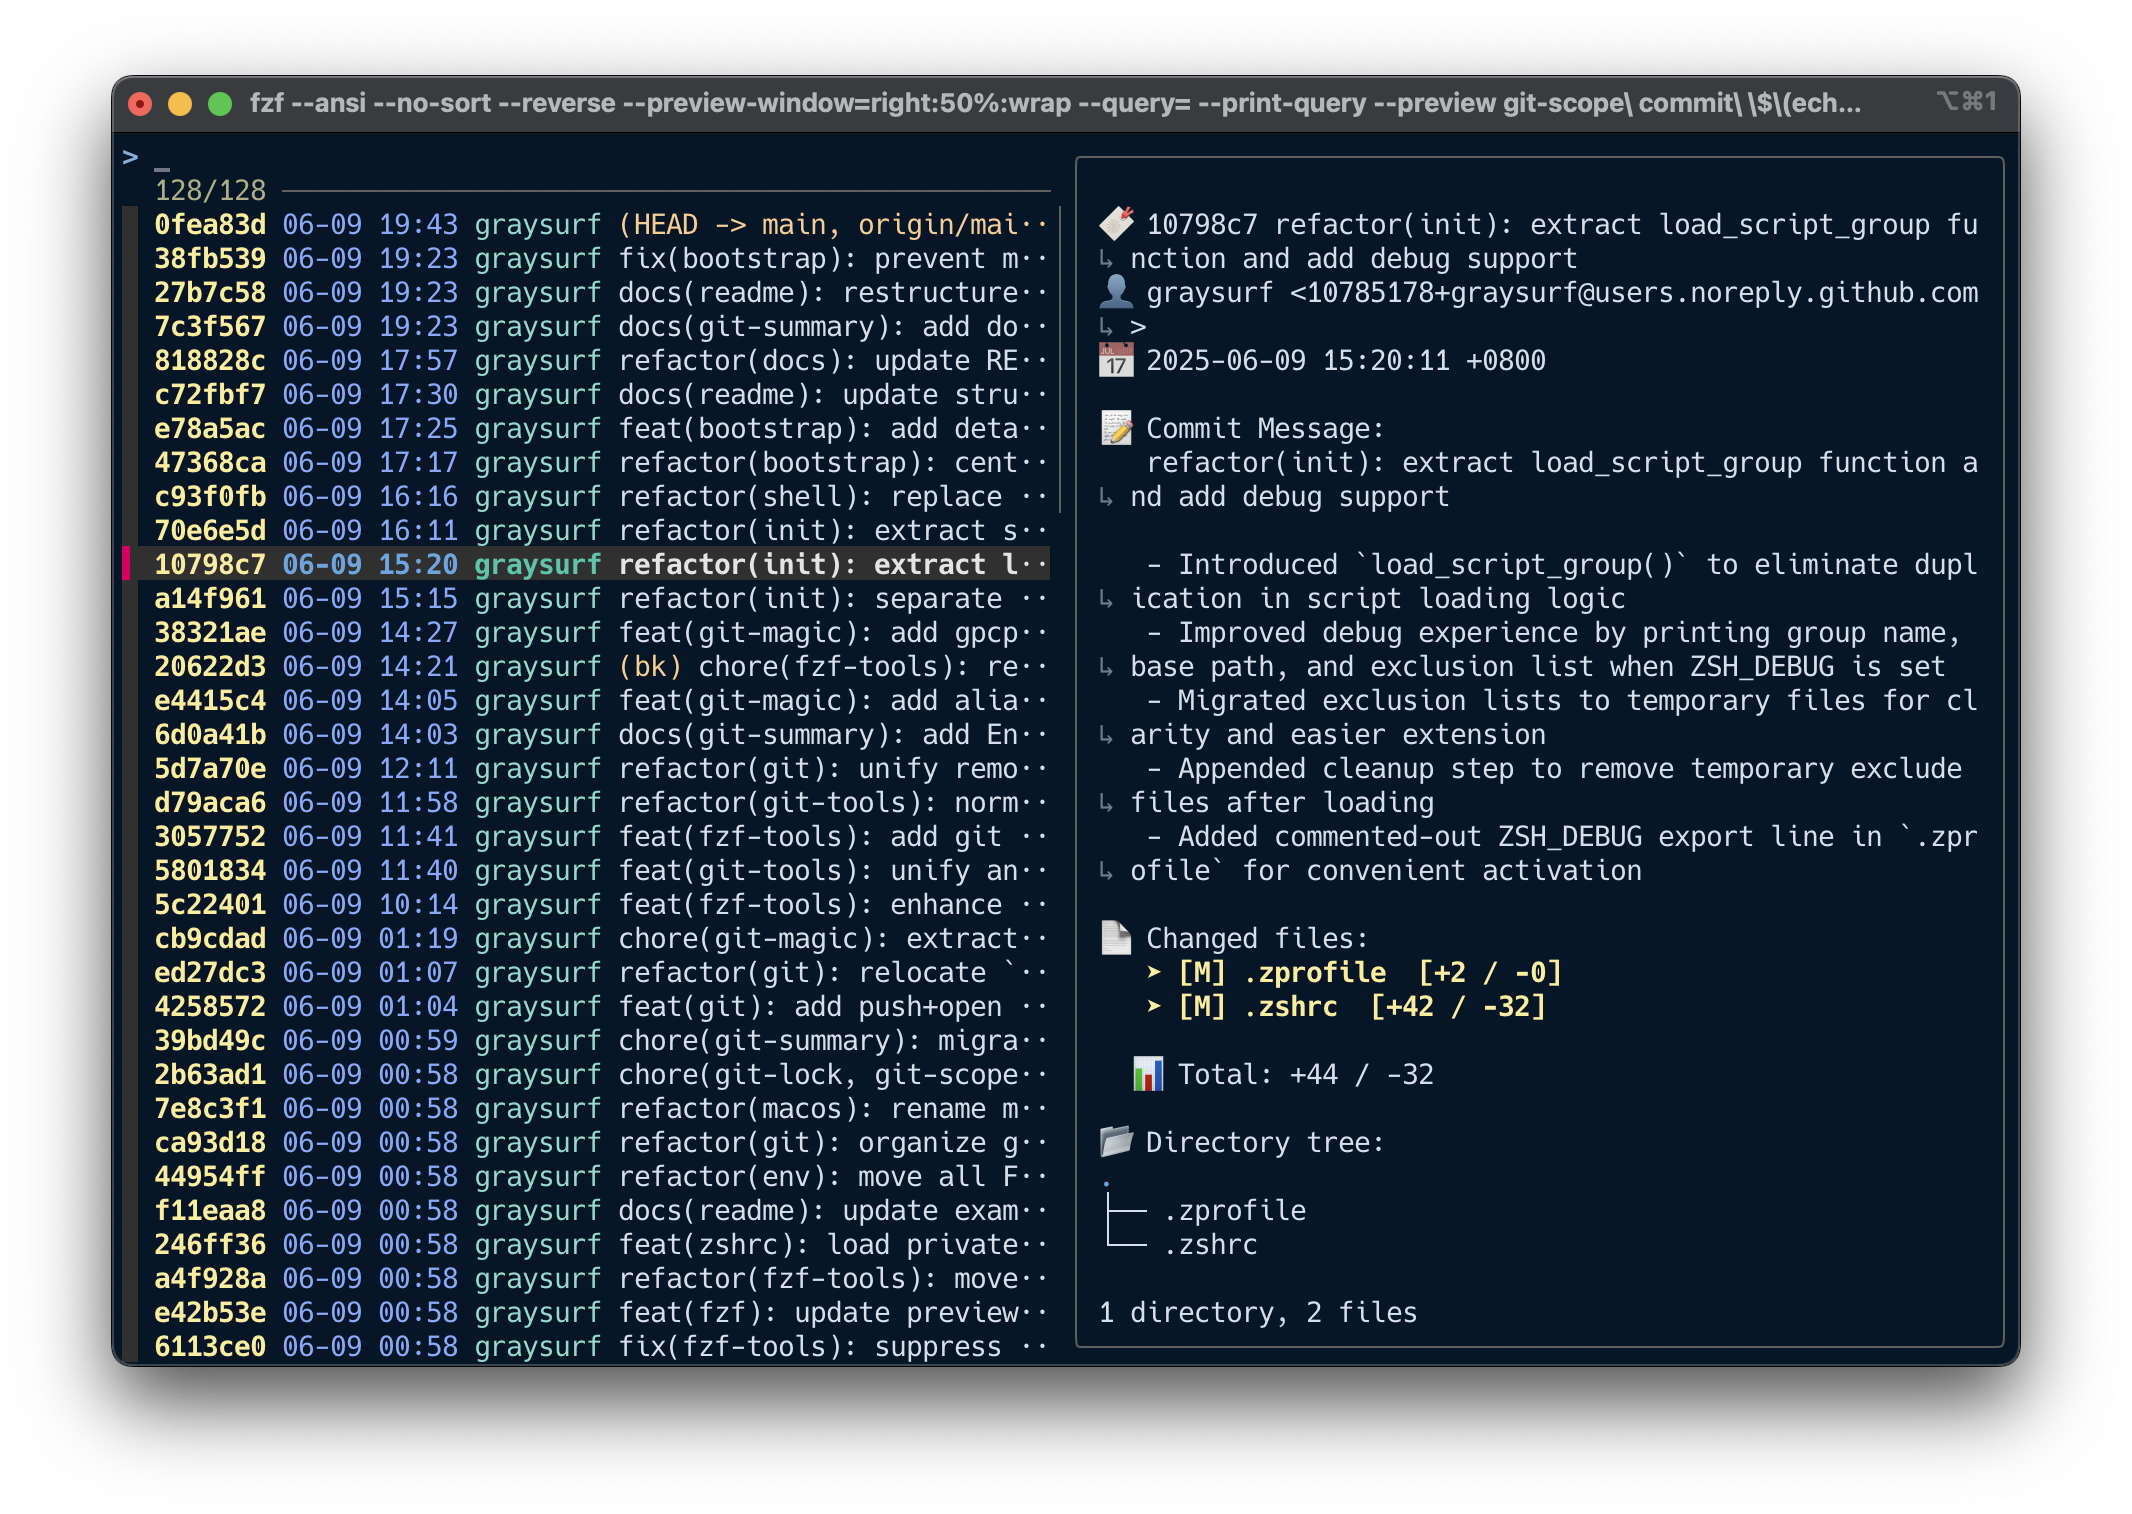 fzf --ansi --no-sort --reverse --preview-window=right:50%:wrap --query= --print-query --preview git-scope\ commit\ \$\(ech... ⌥⌘1
>
128/128
0fea83d 06-09 19:43 graysurf (HEAD -> main, origin/mai··
38fb539 06-09 19:23 graysurf fix(bootstrap): prevent m··
27b7c58 06-09 19:23 graysurf docs(readme): restructure··
7c3f567 06-09 19:23 graysurf docs(git-summary): add do··
818828c 06-09 17:57 graysurf refactor(docs): update RE··
c72fbf7 06-09 17:30 graysurf docs(readme): update stru··
e78a5ac 06-09 17:25 graysurf feat(bootstrap): add deta··
47368ca 06-09 17:17 graysurf refactor(bootstrap): cent··
c93f0fb 06-09 16:16 graysurf refactor(shell): replace ··
70e6e5d 06-09 16:11 graysurf refactor(init): extract s··
10798c7 06-09 15:20 graysurf refactor(init): extract l··
a14f961 06-09 15:15 graysurf refactor(init): separate ··
38321ae 06-09 14:27 graysurf feat(git-magic): add gpcp··
20622d3 06-09 14:21 graysurf (bk) chore(fzf-tools): re··
e4415c4 06-09 14:05 graysurf feat(git-magic): add alia··
6d0a41b 06-09 14:03 graysurf docs(git-summary): add En··
5d7a70e 06-09 12:11 graysurf refactor(git): unify remo··
d79aca6 06-09 11:58 graysurf refactor(git-tools): norm··
3057752 06-09 11:41 graysurf feat(fzf-tools): add git ··
5801834 06-09 11:40 graysurf feat(git-tools): unify an··
5c22401 06-09 10:14 graysurf feat(fzf-tools): enhance ··
cb9cdad 06-09 01:19 graysurf chore(git-magic): extract··
ed27dc3 06-09 01:07 graysurf refactor(git): relocate `··
4258572 06-09 01:04 graysurf feat(git): add push+open ··
39bd49c 06-09 00:59 graysurf chore(git-summary): migra··
2b63ad1 06-09 00:58 graysurf chore(git-lock, git-scope··
7e8c3f1 06-09 00:58 graysurf refactor(macos): rename m··
ca93d18 06-09 00:58 graysurf refactor(git): organize g··
44954ff 06-09 00:58 graysurf refactor(env): move all F··
f11eaa8 06-09 00:58 graysurf docs(readme): update exam··
246ff36 06-09 00:58 graysurf feat(zshrc): load private··
a4f928a 06-09 00:58 graysurf refactor(fzf-tools): move··
e42b53e 06-09 00:58 graysurf feat(fzf): update preview··
6113ce0 06-09 00:58 graysurf fix(fzf-tools): suppress ··
10798c7 refactor(init): extract load_script_group fu
↳ nction and add debug support
graysurf <10785178+graysurf@users.noreply.github.com
↳ >
JUL 17 2025-06-09 15:20:11 +0800
Commit Message:
refactor(init): extract load_script_group function a
↳ nd add debug support
- Introduced `load_script_group()` to eliminate dupl
↳ ication in script loading logic
- Improved debug experience by printing group name,
↳ base path, and exclusion list when ZSH_DEBUG is set
- Migrated exclusion lists to temporary files for cl
↳ arity and easier extension
- Appended cleanup step to remove temporary exclude
↳ files after loading
- Added commented-out ZSH_DEBUG export line in `.zpr
↳ ofile` for convenient activation
Changed files:
➤ [M] .zprofile [+2 / -0]
➤ [M] .zshrc [+42 / -32]
Total: +44 / -32
Directory tree:
.
├── .zprofile
└── .zshrc
1 directory, 2 files